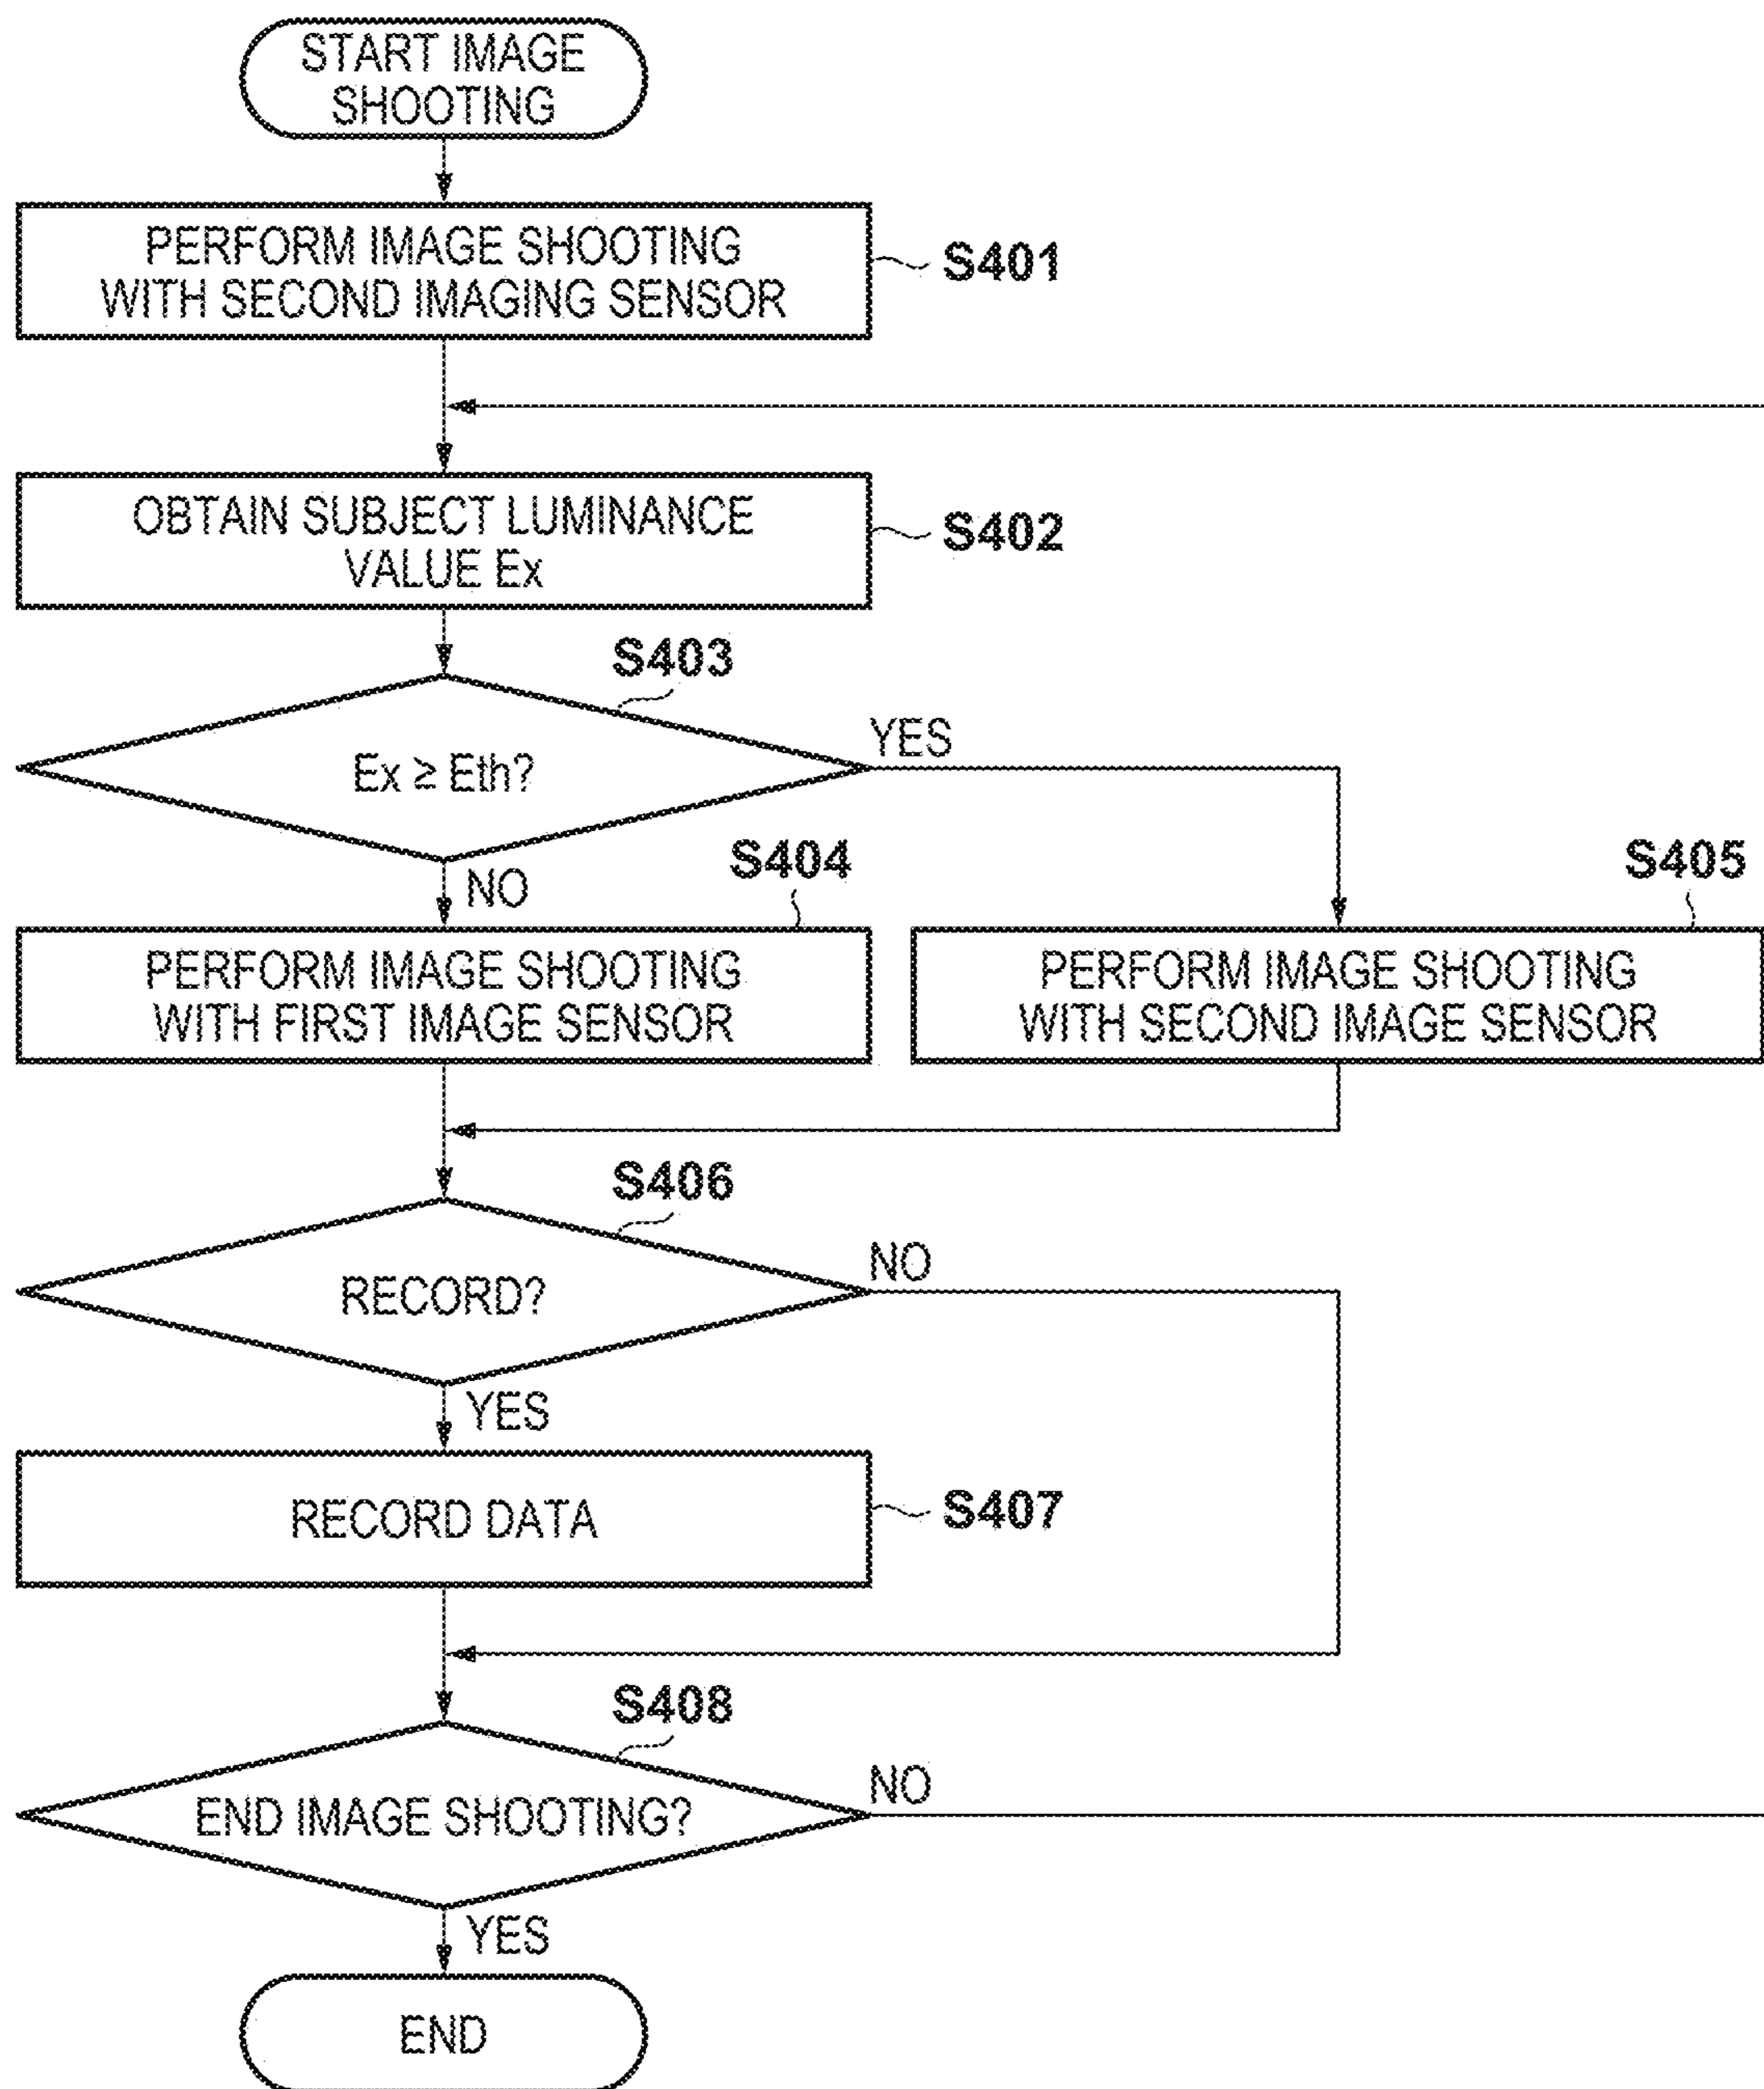 START IMAGE
SHOOTING
PERFORM IMAGE SHOOTING
WITH SECOND IMAGING SENSOR
S401
OBTAIN SUBJECT LUMINANCE
VALUE Ex
S402
S403
Ex ≥ Eth?
YES
NO
S404
S405
PERFORM IMAGE SHOOTING
WITH FIRST IMAGE SENSOR
PERFORM IMAGE SHOOTING
WITH SECOND IMAGE SENSOR
S406
RECORD?
NO
YES
RECORD DATA
S407
S408
END IMAGE SHOOTING?
NO
YES
END